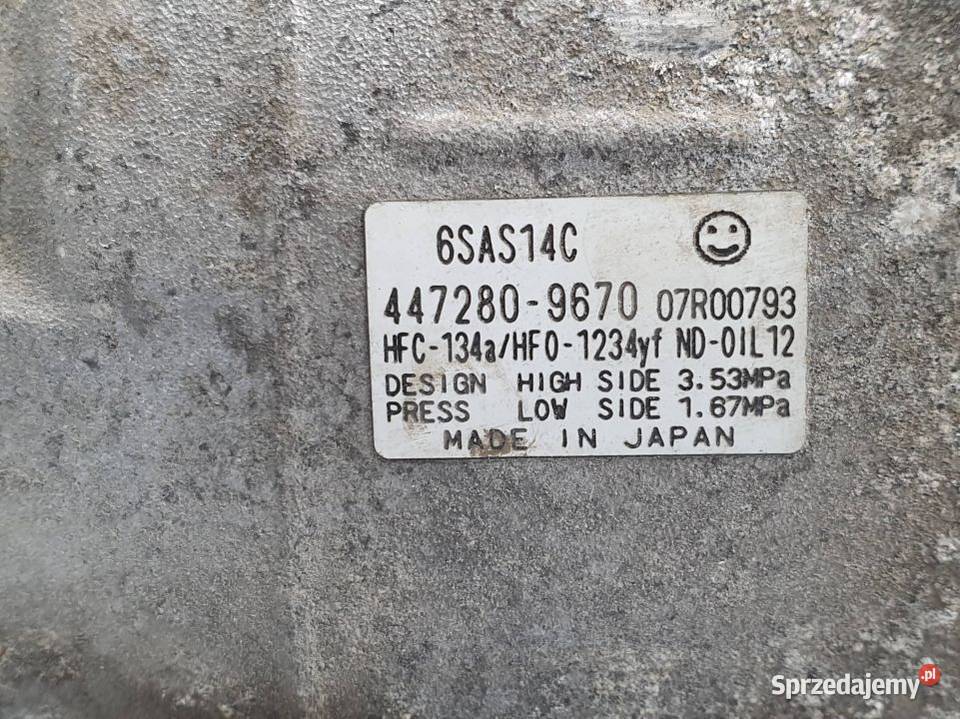 6SAS14C
447280-9670 07R00793
HFC-134a/HFO-1234yf ND-OIL12
DESIGN HIGH SIDE 3.53MPa
PRESS LOW SIDE 1.67MPa
MADE IN JAPAN
Sprzedajemy.pl